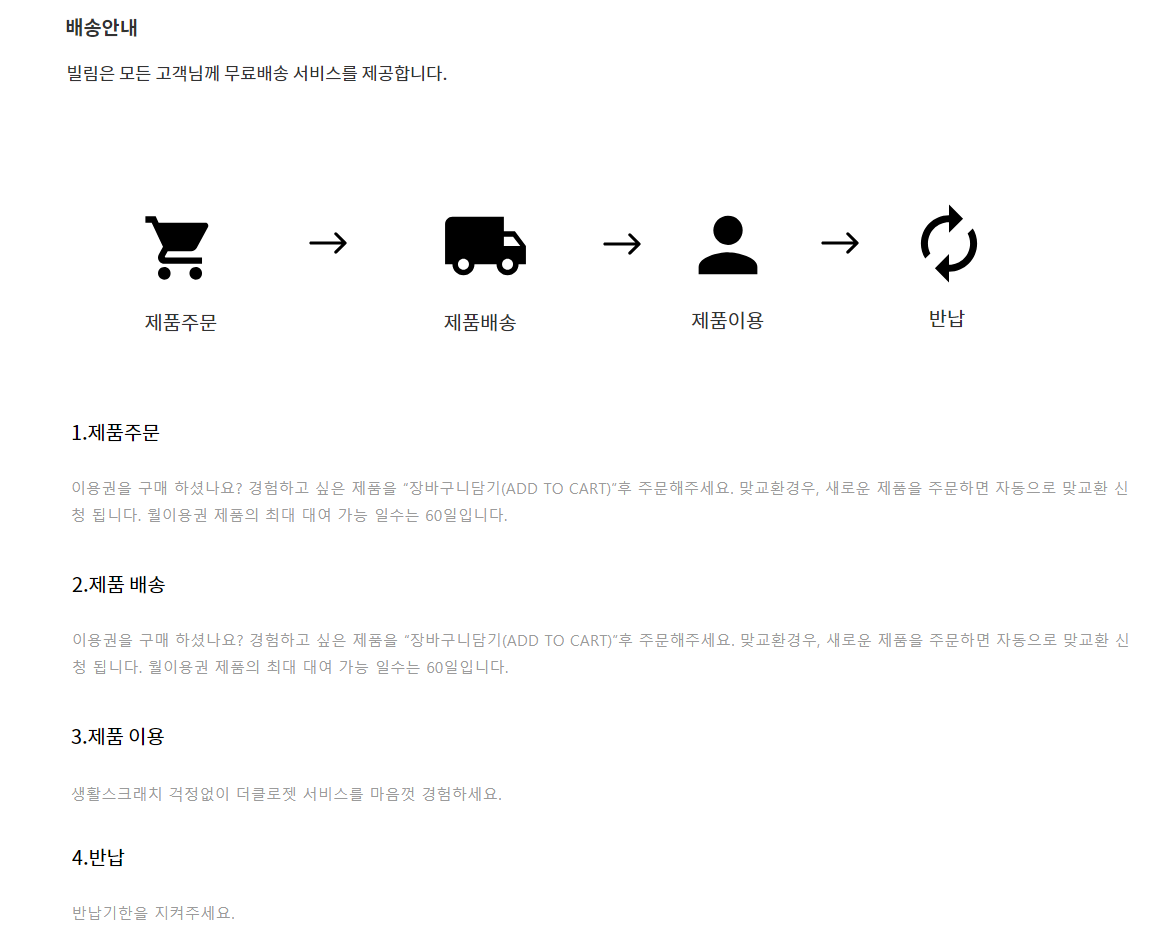 배송안내
빌림은 모든 고객님께 무료배송 서비스를 제공합니다.
제품주문
제품배송
제품이용
반납
1.제품주문
이용권을 구매 하셨나요? 경험하고 싶은 제품을 "장바구니담기(ADD TO CART)"후 주문해주세요. 맞교환경우, 새로운 제품을 주문하면 자동으로 맞교환 신
청 됩니다. 월이용권 제품의 최대 대여 가능 일수는 60일입니다.
2.제품 배송
이용권을 구매 하셨나요? 경험하고 싶은 제품을 "장바구니담기(ADD TO CART)"후 주문해주세요. 맞교환경우, 새로운 제품을 주문하면 자동으로 맞교환 신
청 됩니다. 월이용권 제품의 최대 대여 가능 일수는 60일입니다.
3.제품 이용
생활스크래치 걱정없이 더클로젯 서비스를 마음껏 경험하세요.
4.반납
반납기한을 지켜주세요.